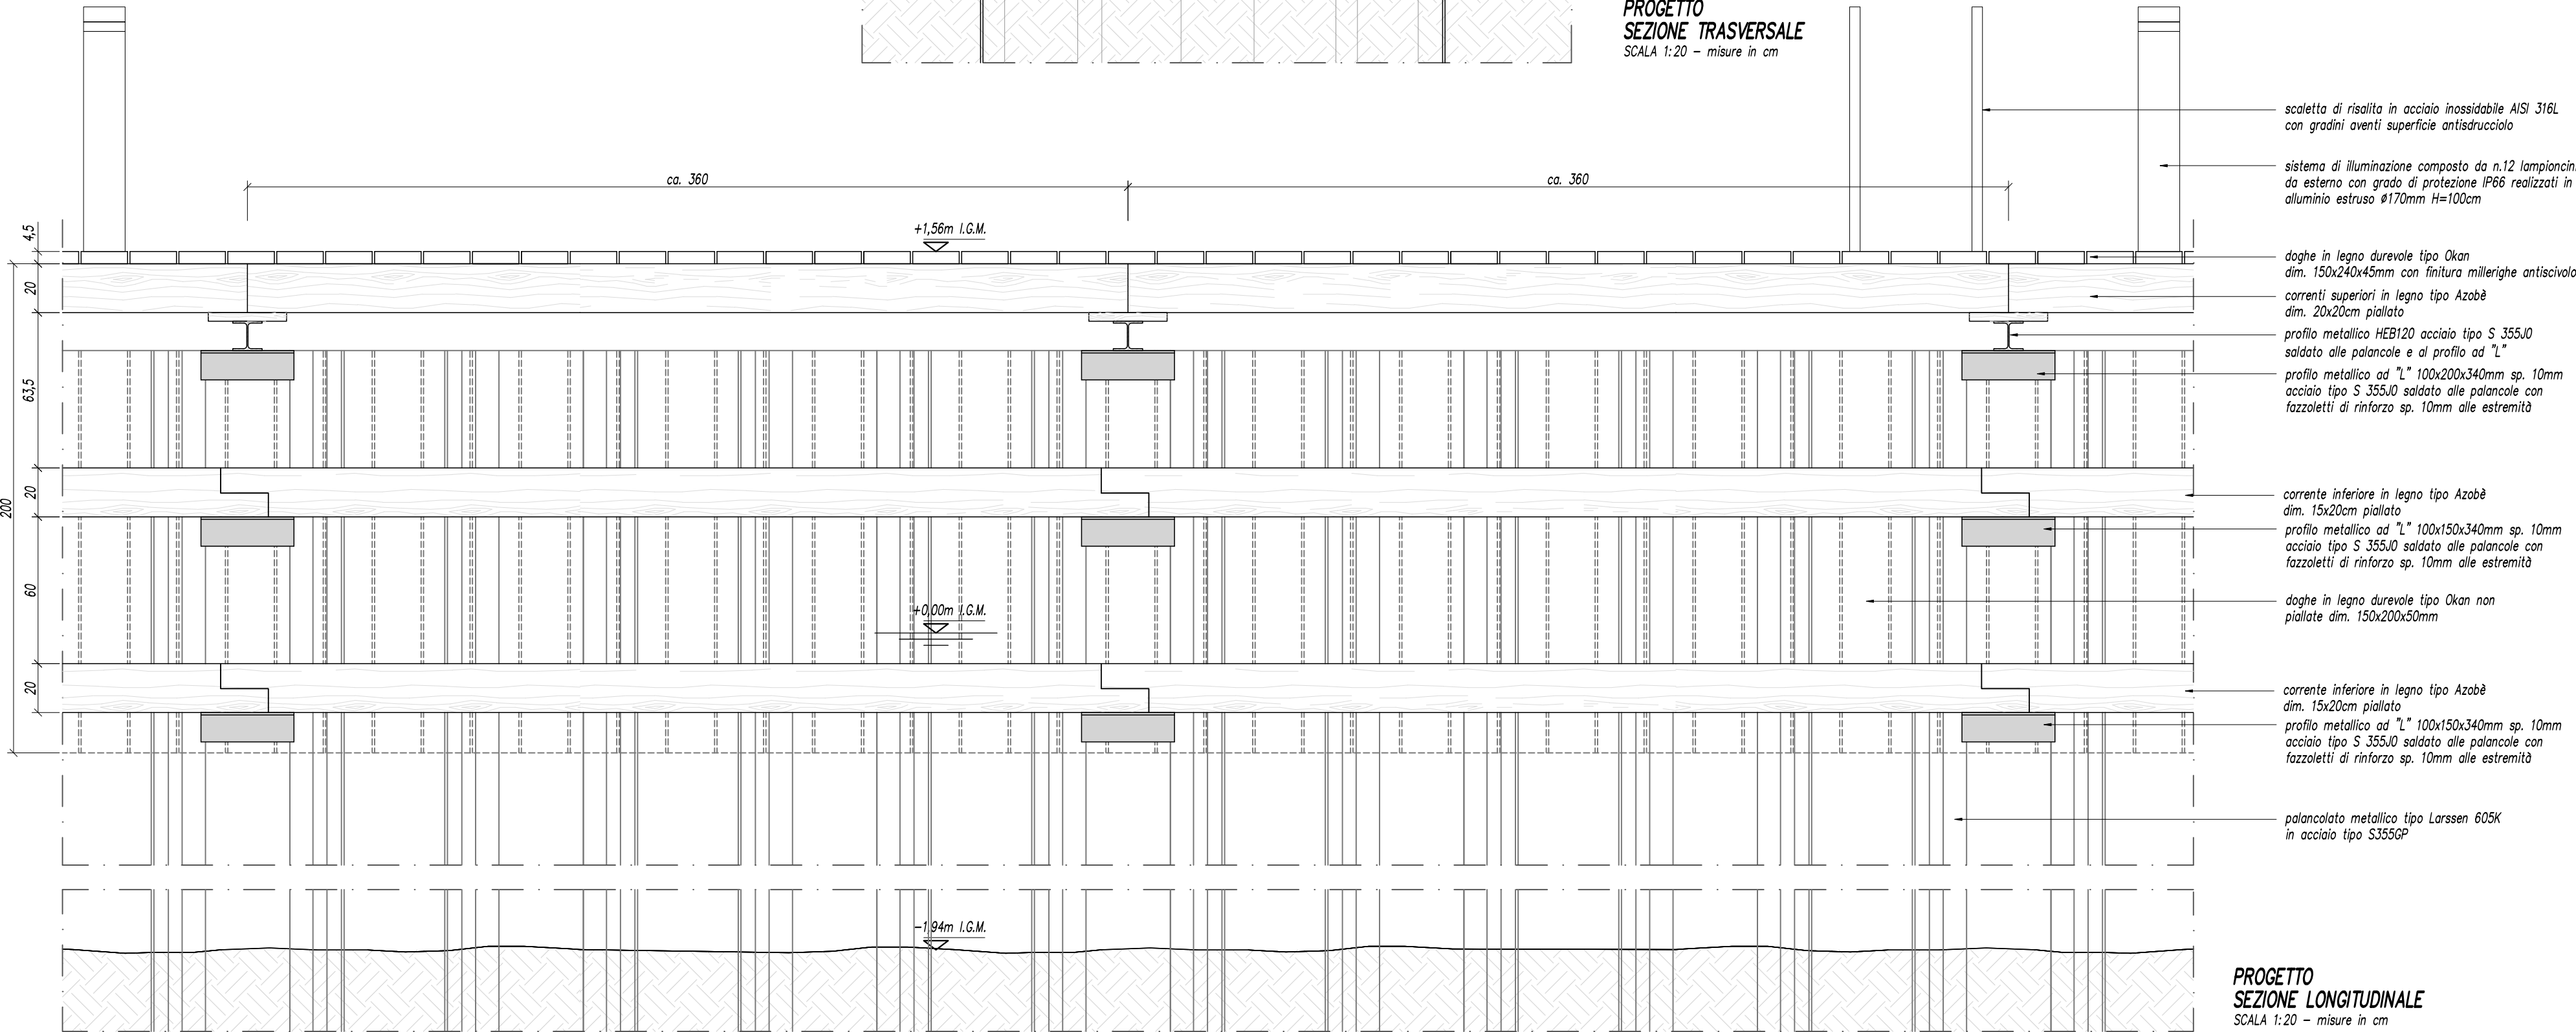 PROGETTO
SEZIONE TRASVERSALE
SCALA 1:20 – misure in cm
scaletta di risalita in acciaio inossidabile AISI 316L
con gradini aventi superficie antisdrucciolo
sistema di illuminazione composto da n.12
da esterno con grado di protezione IP66 realizzati in
alluminio estruso ø170mm H=100cm
ca. 360
ca. 360
4,5
+1,56m I.G.M.
doghe in legno durevole tipo Okan
dim. 150x240x45mm con finitura millerighe antiscivolo
20
correnti superiori in legno tipo Azobè
dim. 20x20cm piallato
profilo metallico HEB120 acciaio tipo S 355J0
saldato alle palancole e al profilo ad "L"
63,5
profilo metallico ad "L" 100x200x340mm sp. 10mm
acciaio tipo S 355J0 saldato alle palancole con
fazzoletti di rinforzo sp. 10mm alle estremità
20
200
corrente inferiore in legno tipo Azobè
dim. 15x20cm piallato
profilo metallico ad "L" 100x150x340mm sp. 10mm
acciaio tipo S 355J0 saldato alle palancole con
fazzoletti di rinforzo sp. 10mm alle estremità
60
+0,00m I.G.M.
doghe in legno durevole tipo Okan non
piallate dim. 150x200x50mm
20
corrente inferiore in legno tipo Azobè
dim. 15x20cm piallato
profilo metallico ad "L" 100x150x340mm sp. 10mm
acciaio tipo S 355J0 saldato alle palancole con
fazzoletti di rinforzo sp. 10mm alle estremità
palancolato metallico tipo Larssen 605K
in acciaio tipo S355GP
–1,94m I.G.M.
PROGETTO
SEZIONE LONGITUDINALE
SCALA 1:20 – misure in cm